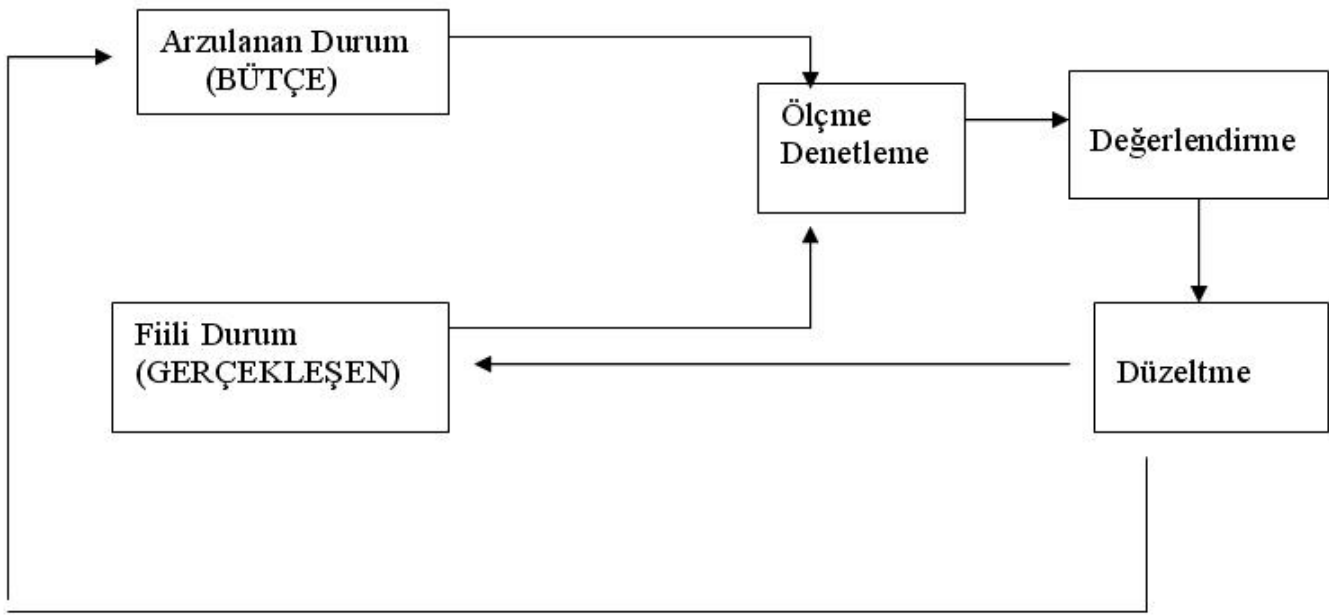 Arzulanan Durum
(BÜTÇE)
Ölçme
Denetleme
Değerlendirme
Fiili Durum
(GERÇEKLEŞEN)
Düzeltme